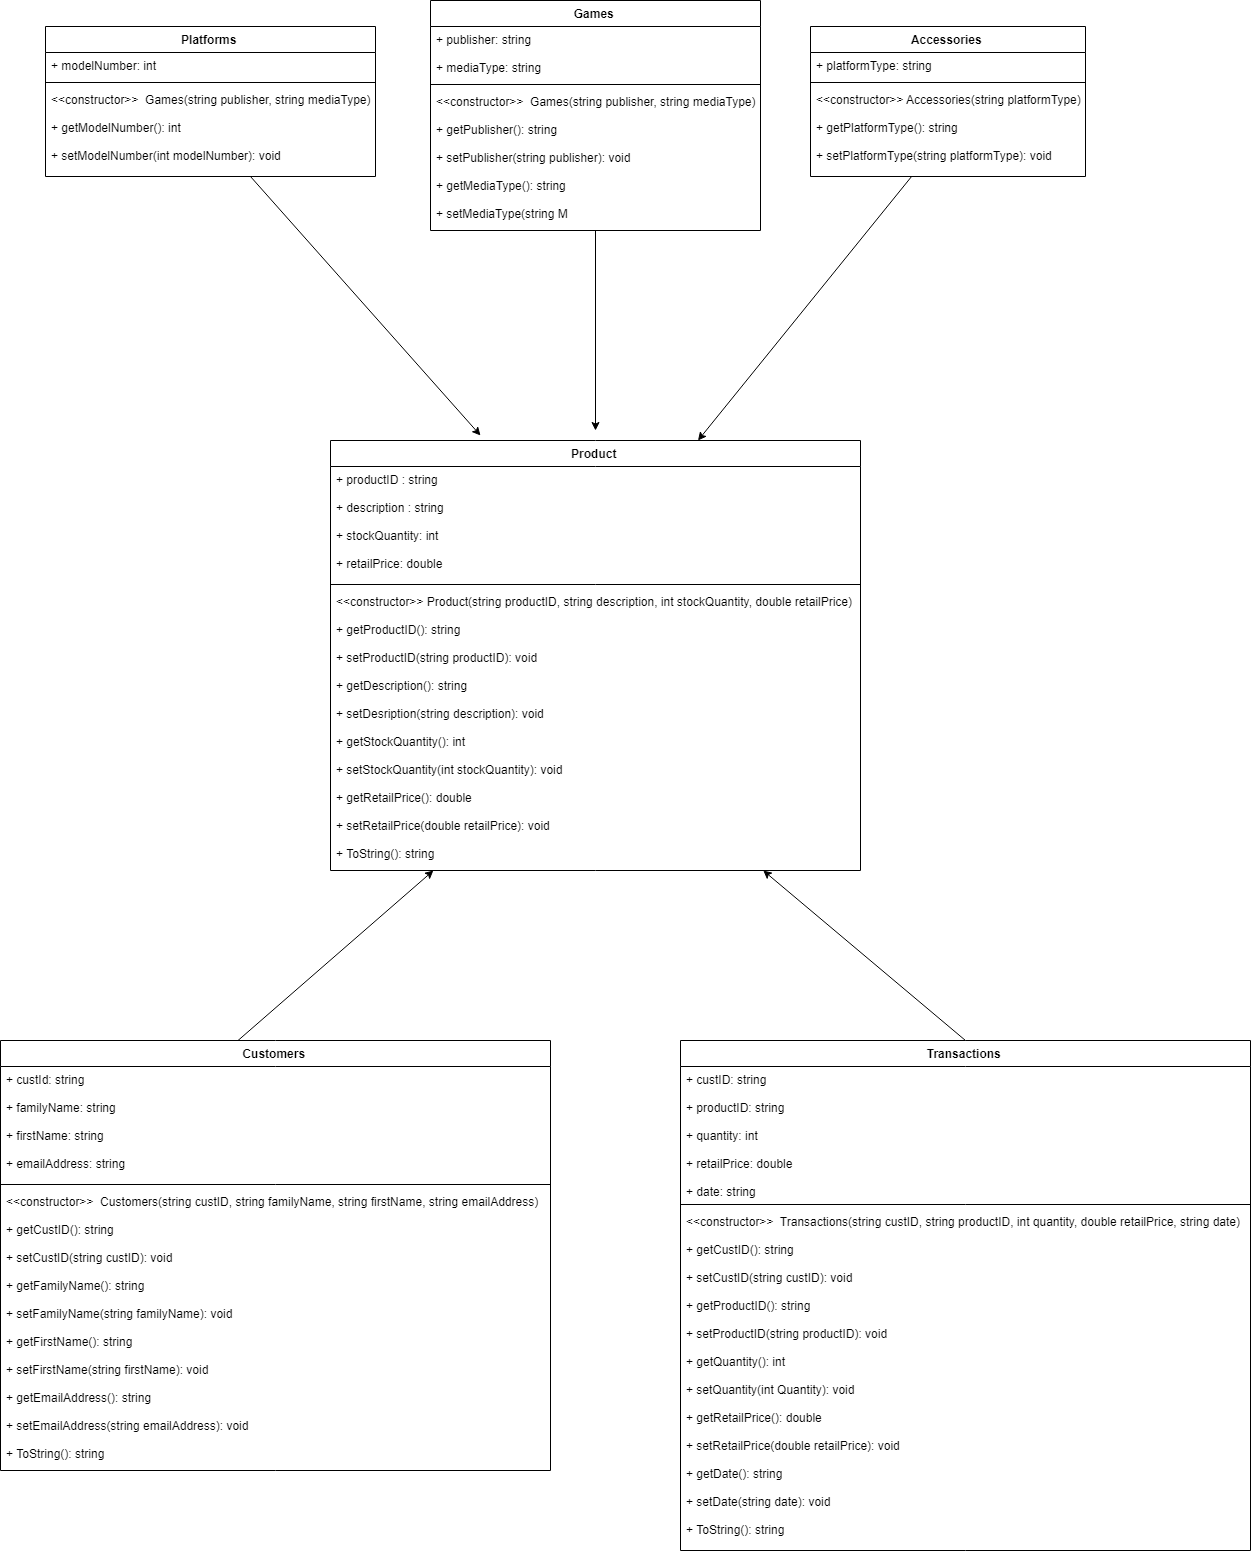 Platforms
+ modelNumber: int
<<constructor>>  Games(string publisher, string mediaType)
+ getModelNumber(): int
+ setModelNumber(int modelNumber): void
Games
+ publisher: string
+ mediaType: string
<<constructor>>  Games(string publisher, string mediaType)
+ getPublisher(): string
+ setPublisher(string publisher): void
+ getMediaType(): string
+ setMediaType(string M
Accessories
+ platformType: string
<<constructor>> Accessories(string platformType)
+ getPlatformType(): string
+ setPlatformType(string platformType): void
Product
+ productID : string
+ description : string
+ stockQuantity: int
+ retailPrice: double
<<constructor>> Product(string productID, string description, int stockQuantity, double retailPrice)
+ getProductID(): string
+ setProductID(string productID): void
+ getDescription(): string
+ setDesription(string description): void
+ getStockQuantity(): int
+ setStockQuantity(int stockQuantity): void
+ getRetailPrice(): double
+ setRetailPrice(double retailPrice): void
+ ToString(): string
Customers
+ custId: string
+ familyName: string
+ firstName: string
+ emailAddress: string
<<constructor>>  Customers(string custID, string familyName, string firstName, string emailAddress)
+ getCustID(): string
+ setCustID(string custID): void
+ getFamilyName(): string
+ setFamilyName(string familyName): void
+ getFirstName(): string
+ setFirstName(string firstName): void
+ getEmailAddress(): string
+ setEmailAddress(string emailAddress): void
+ ToString(): string
Transactions
+ custID: string
+ productID: string
+ quantity: int
+ retailPrice: double
+ date: string
<<constructor>>  Transactions(string custID, string productID, int quantity, double retailPrice, string date)
+ getCustID(): string
+ setCustID(string custID): void
+ getProductID(): string
+ setProductID(string productID): void
+ getQuantity(): int
+ setQuantity(int Quantity): void
+ getRetailPrice(): double
+ setRetailPrice(double retailPrice): void
+ getDate(): string
+ setDate(string date): void
+ ToString(): string